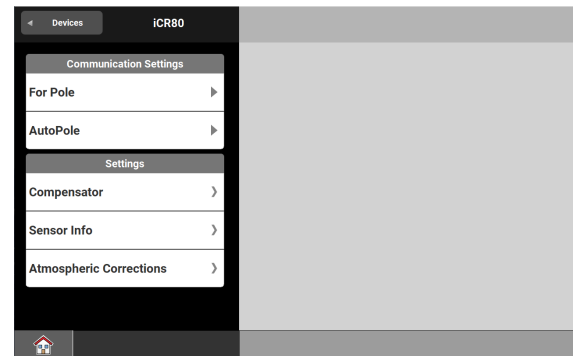 Devices
iCR80
Communication Settings
For Pole
AutoPole
Settings
Compensator
Sensor Info
Atmospheric Corrections